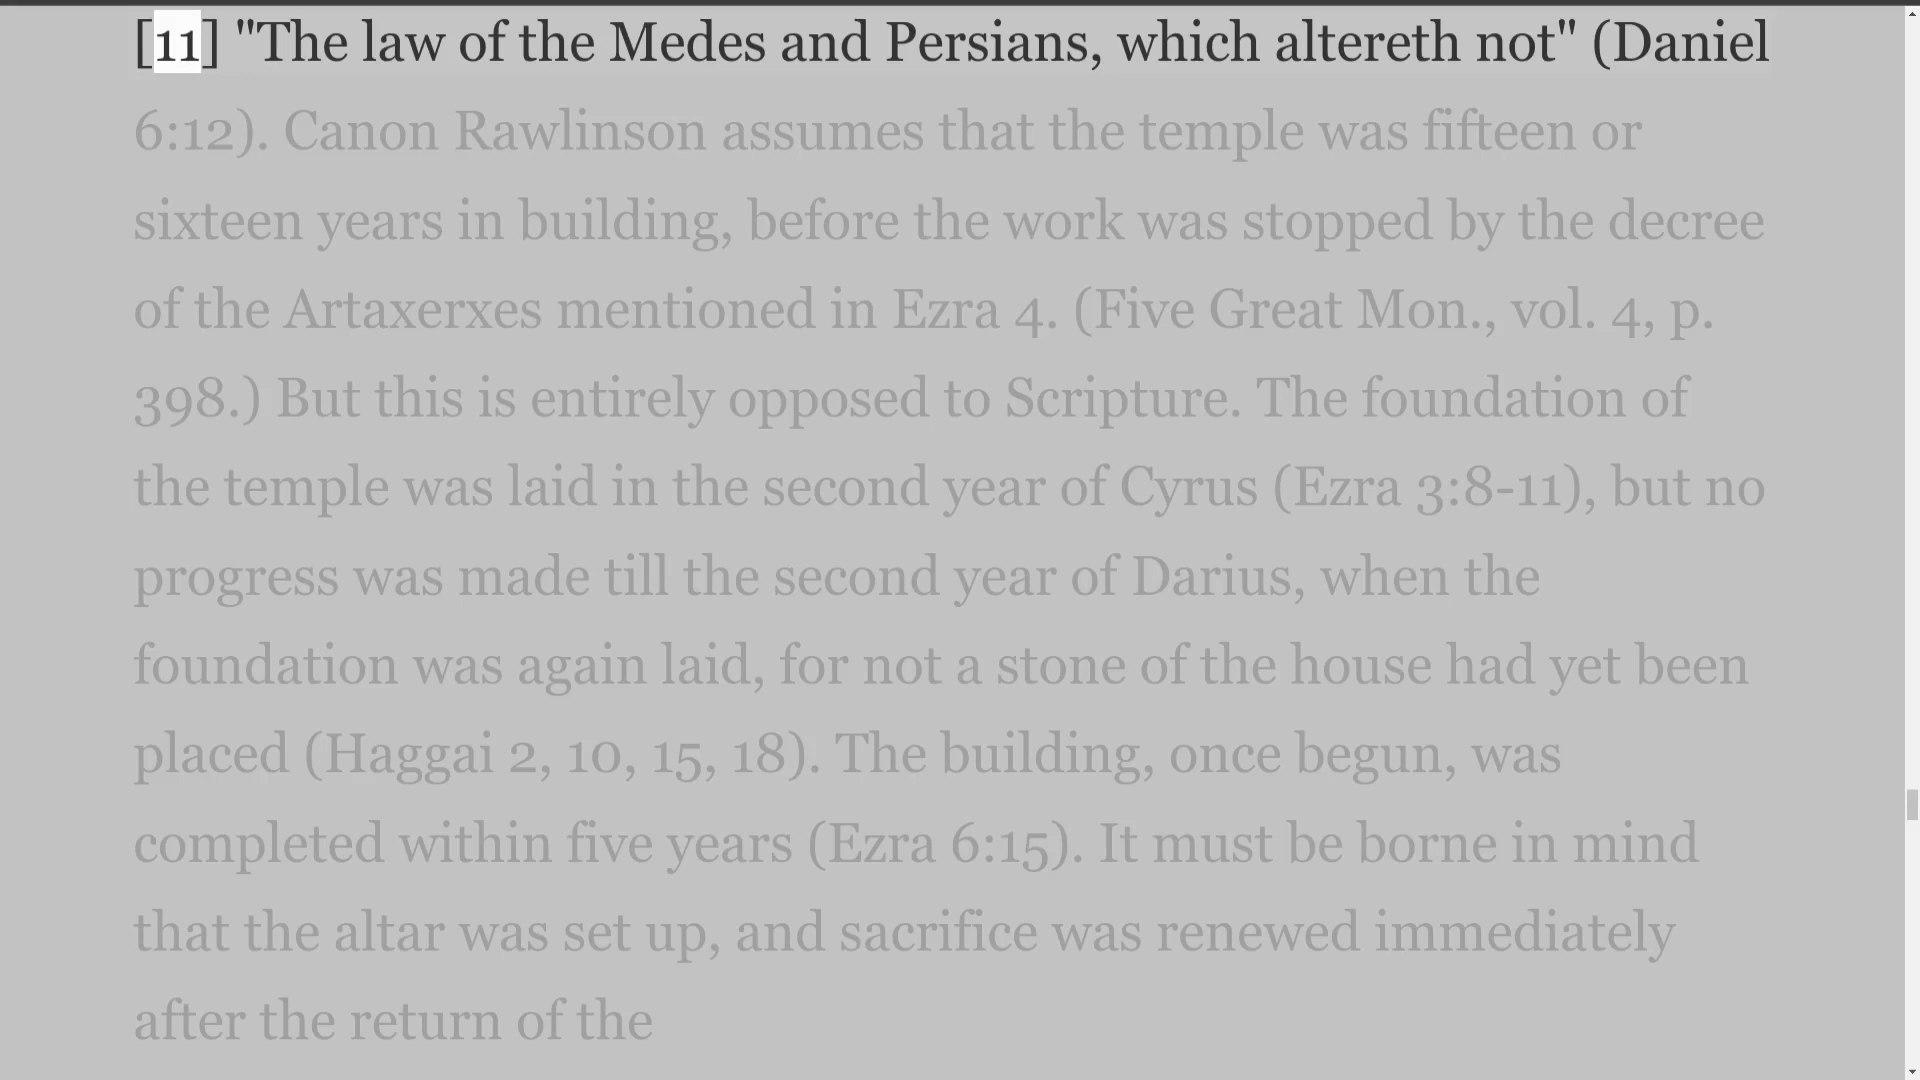 [11] "The law of the Medes and Persians, which altereth not" (Daniel
6:12). Canon Rawlinson assumes that the temple was fifteen or
sixteen years in building, before the work was stopped by the decree
of the Artaxerxes mentioned in Ezra 4. (Five Great Mon., vol. 4, p.
398.) But this is entirely opposed to Scripture. The foundation of
the temple was laid in the second year of Cyrus (Ezra 3:8-11), but no
progress was made till the second year of Darius, when the
foundation was again laid, for not a stone of the house had yet been
placed (Haggai 2, 10, 15, 18). The building, once begun, was
completed within five years (Ezra 6:15). It must be borne in mind
that the altar was set up, and sacrifice was renewed immediately
after the return of the